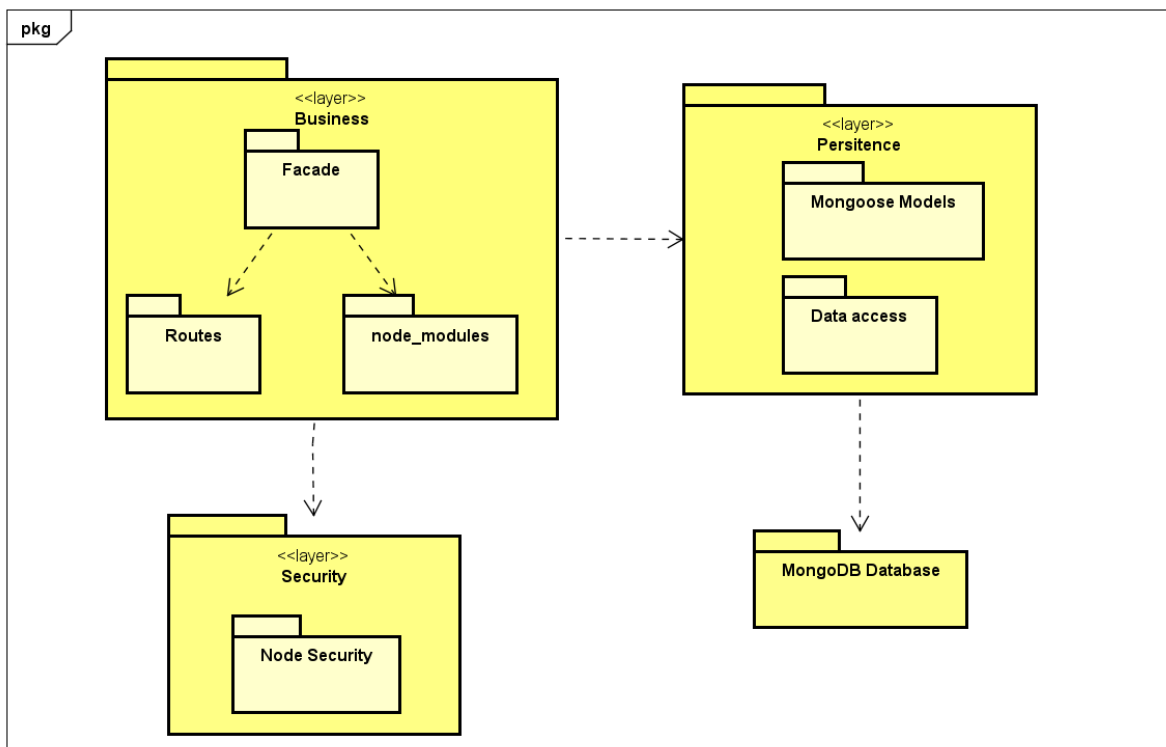 pkg
<<layer>>
Business
Facade
Routes
node_modules
<<layer>>
Persitence
Mongoose Models
Data access
<<layer>>
Security
Node Security
MongoDB Database